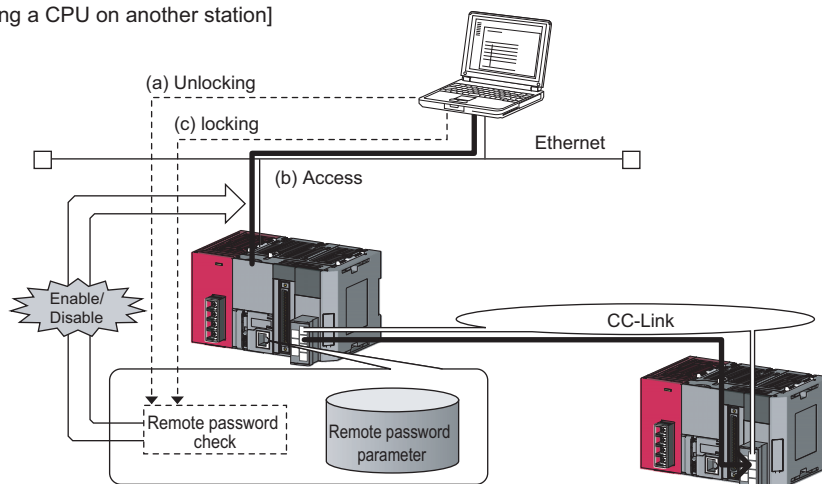 ng a CPU on another station]
(a) Unlocking
(c) locking
Ethernet
(b) Access
Enable/
Disable
CC-Link
Remote password
check
Remote password
parameter